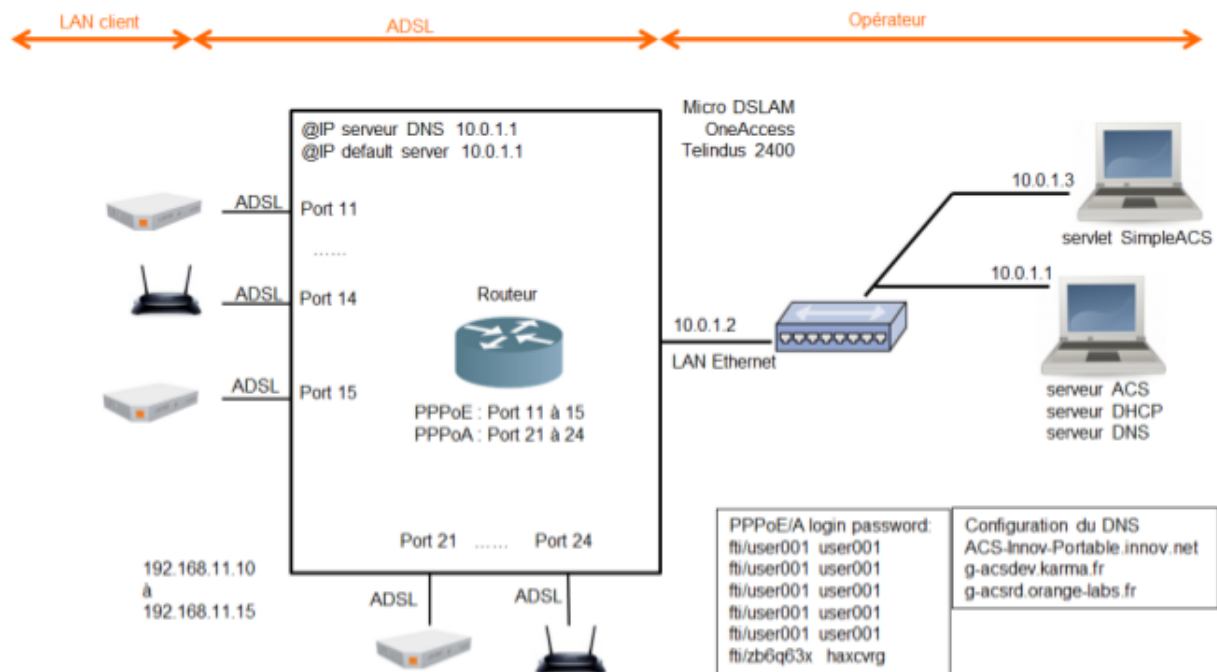 LAN client
ADSL
Opérateur
@IP serveur DNS 10.0.1.1
@IP default server 10.0.1.1
Micro DSLAM
OneAccess
Telindus 2400
ADSL
Port 11
......
ADSL
Port 14
ADSL
Port 15
Routeur
PPPoE : Port 11 à 15
PPPoA : Port 21 à 24
10.0.1.2
LAN Ethernet
10.0.1.3
servlet SimpleACS
10.0.1.1
serveur ACS
serveur DHCP
serveur DNS
Port 21 ...... Port 24
192.168.11.10
à
192.168.11.15
ADSL
ADSL
PPPoE/A login password:
fti/user001 user001
fti/user001 user001
fti/user001 user001
fti/user001 user001
fti/user001 user001
fti/zb6q63x haxcvrg
Configuration du DNS
ACS-Innov-Portable.innov.net
g-acsdev.karma.fr
g-acsrd.orange-labs.fr